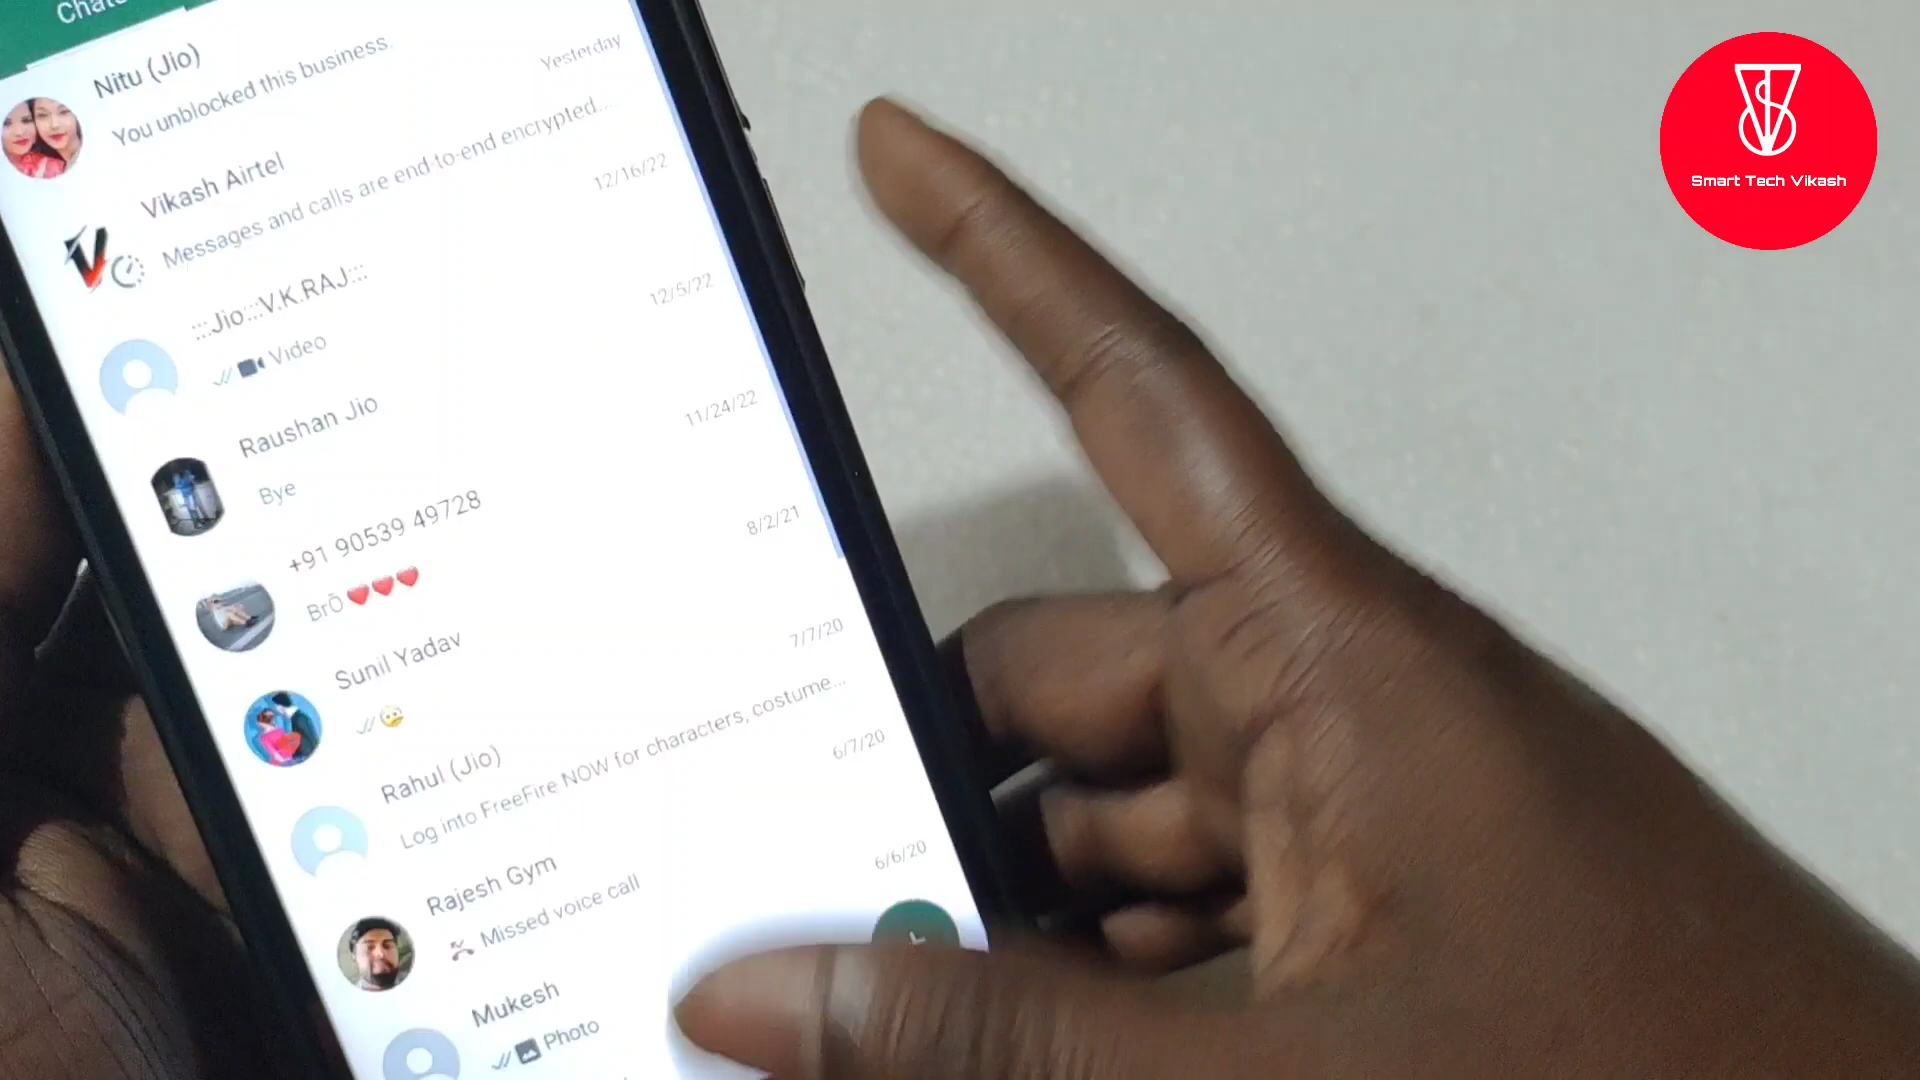 Chats
Nitu (Jio)
Yesterday
You unblocked this business.
Vikash Airtel
12/16/22
Messages and calls are end-to-end encrypted....
:::Jio:::V.K.RAJ:::
12/5/22
Video
Raushan Jio
11/24/22
Bye
+91 90539 49728
8/2/21
BrŌ❤️❤️❤️
Sunil Yadav
7/7/20
Rahul (Jio)
6/7/20
Log into FreeFire NOW for characters, costume...
Rajesh Gym
6/6/20
Missed voice call
Mukesh
Photo
Smart Tech Vikash